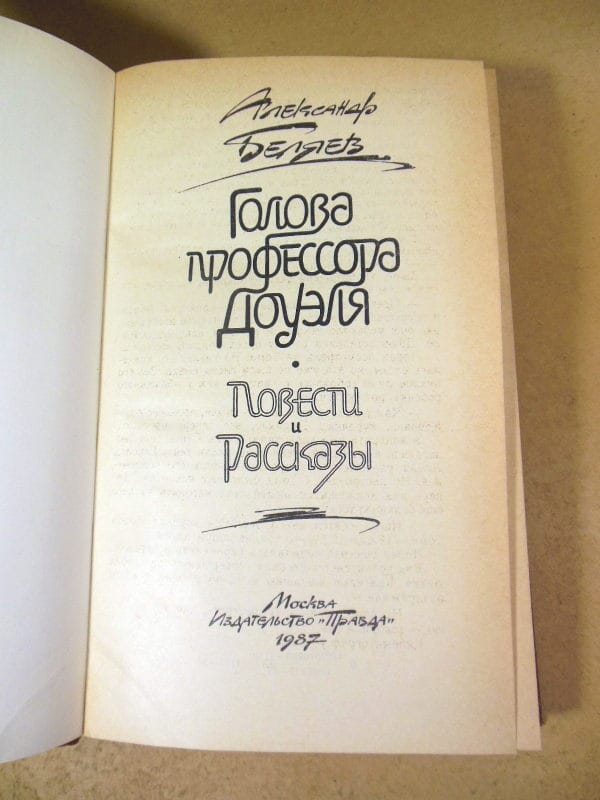 Александр
Беляев
Голова
профессора
Доуэля
•
Повести
и
Рассказы
Москва
Издательство „Правда"
1987